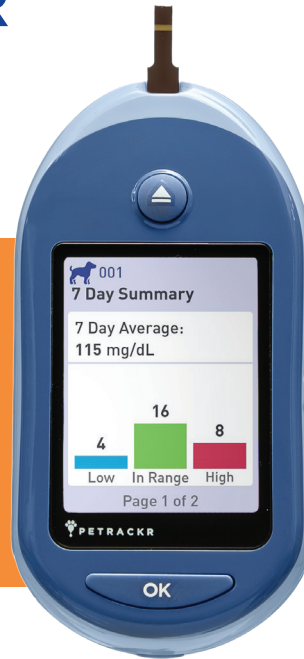 R
001
7 Day Summary
7 Day Average:
115 mg/dL
4
16
8
Low In Range High
Page 1 of 2
PETRACKR
OK